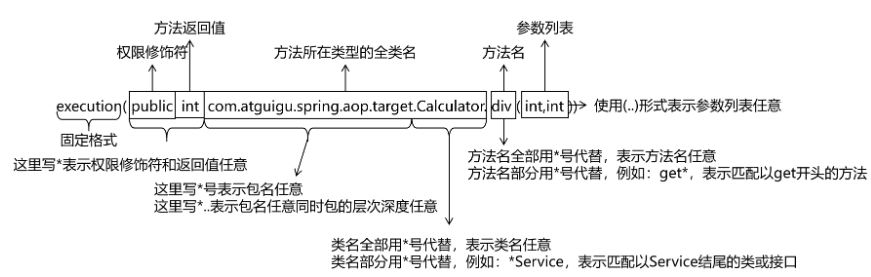 方法返回值
参数列表
权限修饰符
方法所在类型的全类名
方法名
execution(public int com.atguigu.spring.aop.target.Calculator.div(int,int))
使用(..)形式表示参数列表任意
固定格式
这里写*表示权限修饰符和返回值任意
方法名全部用*号代替，表示方法名任意
方法名部分用*号代替，例如：get*，表示匹配以get开头的方法
这里写*号表示包名任意
这里写*..表示包名任意同时包的层次深度任意
类名全部用*号代替，表示类名任意
类名部分用*号代替，例如：*Service，表示匹配以Service结尾的类或接口